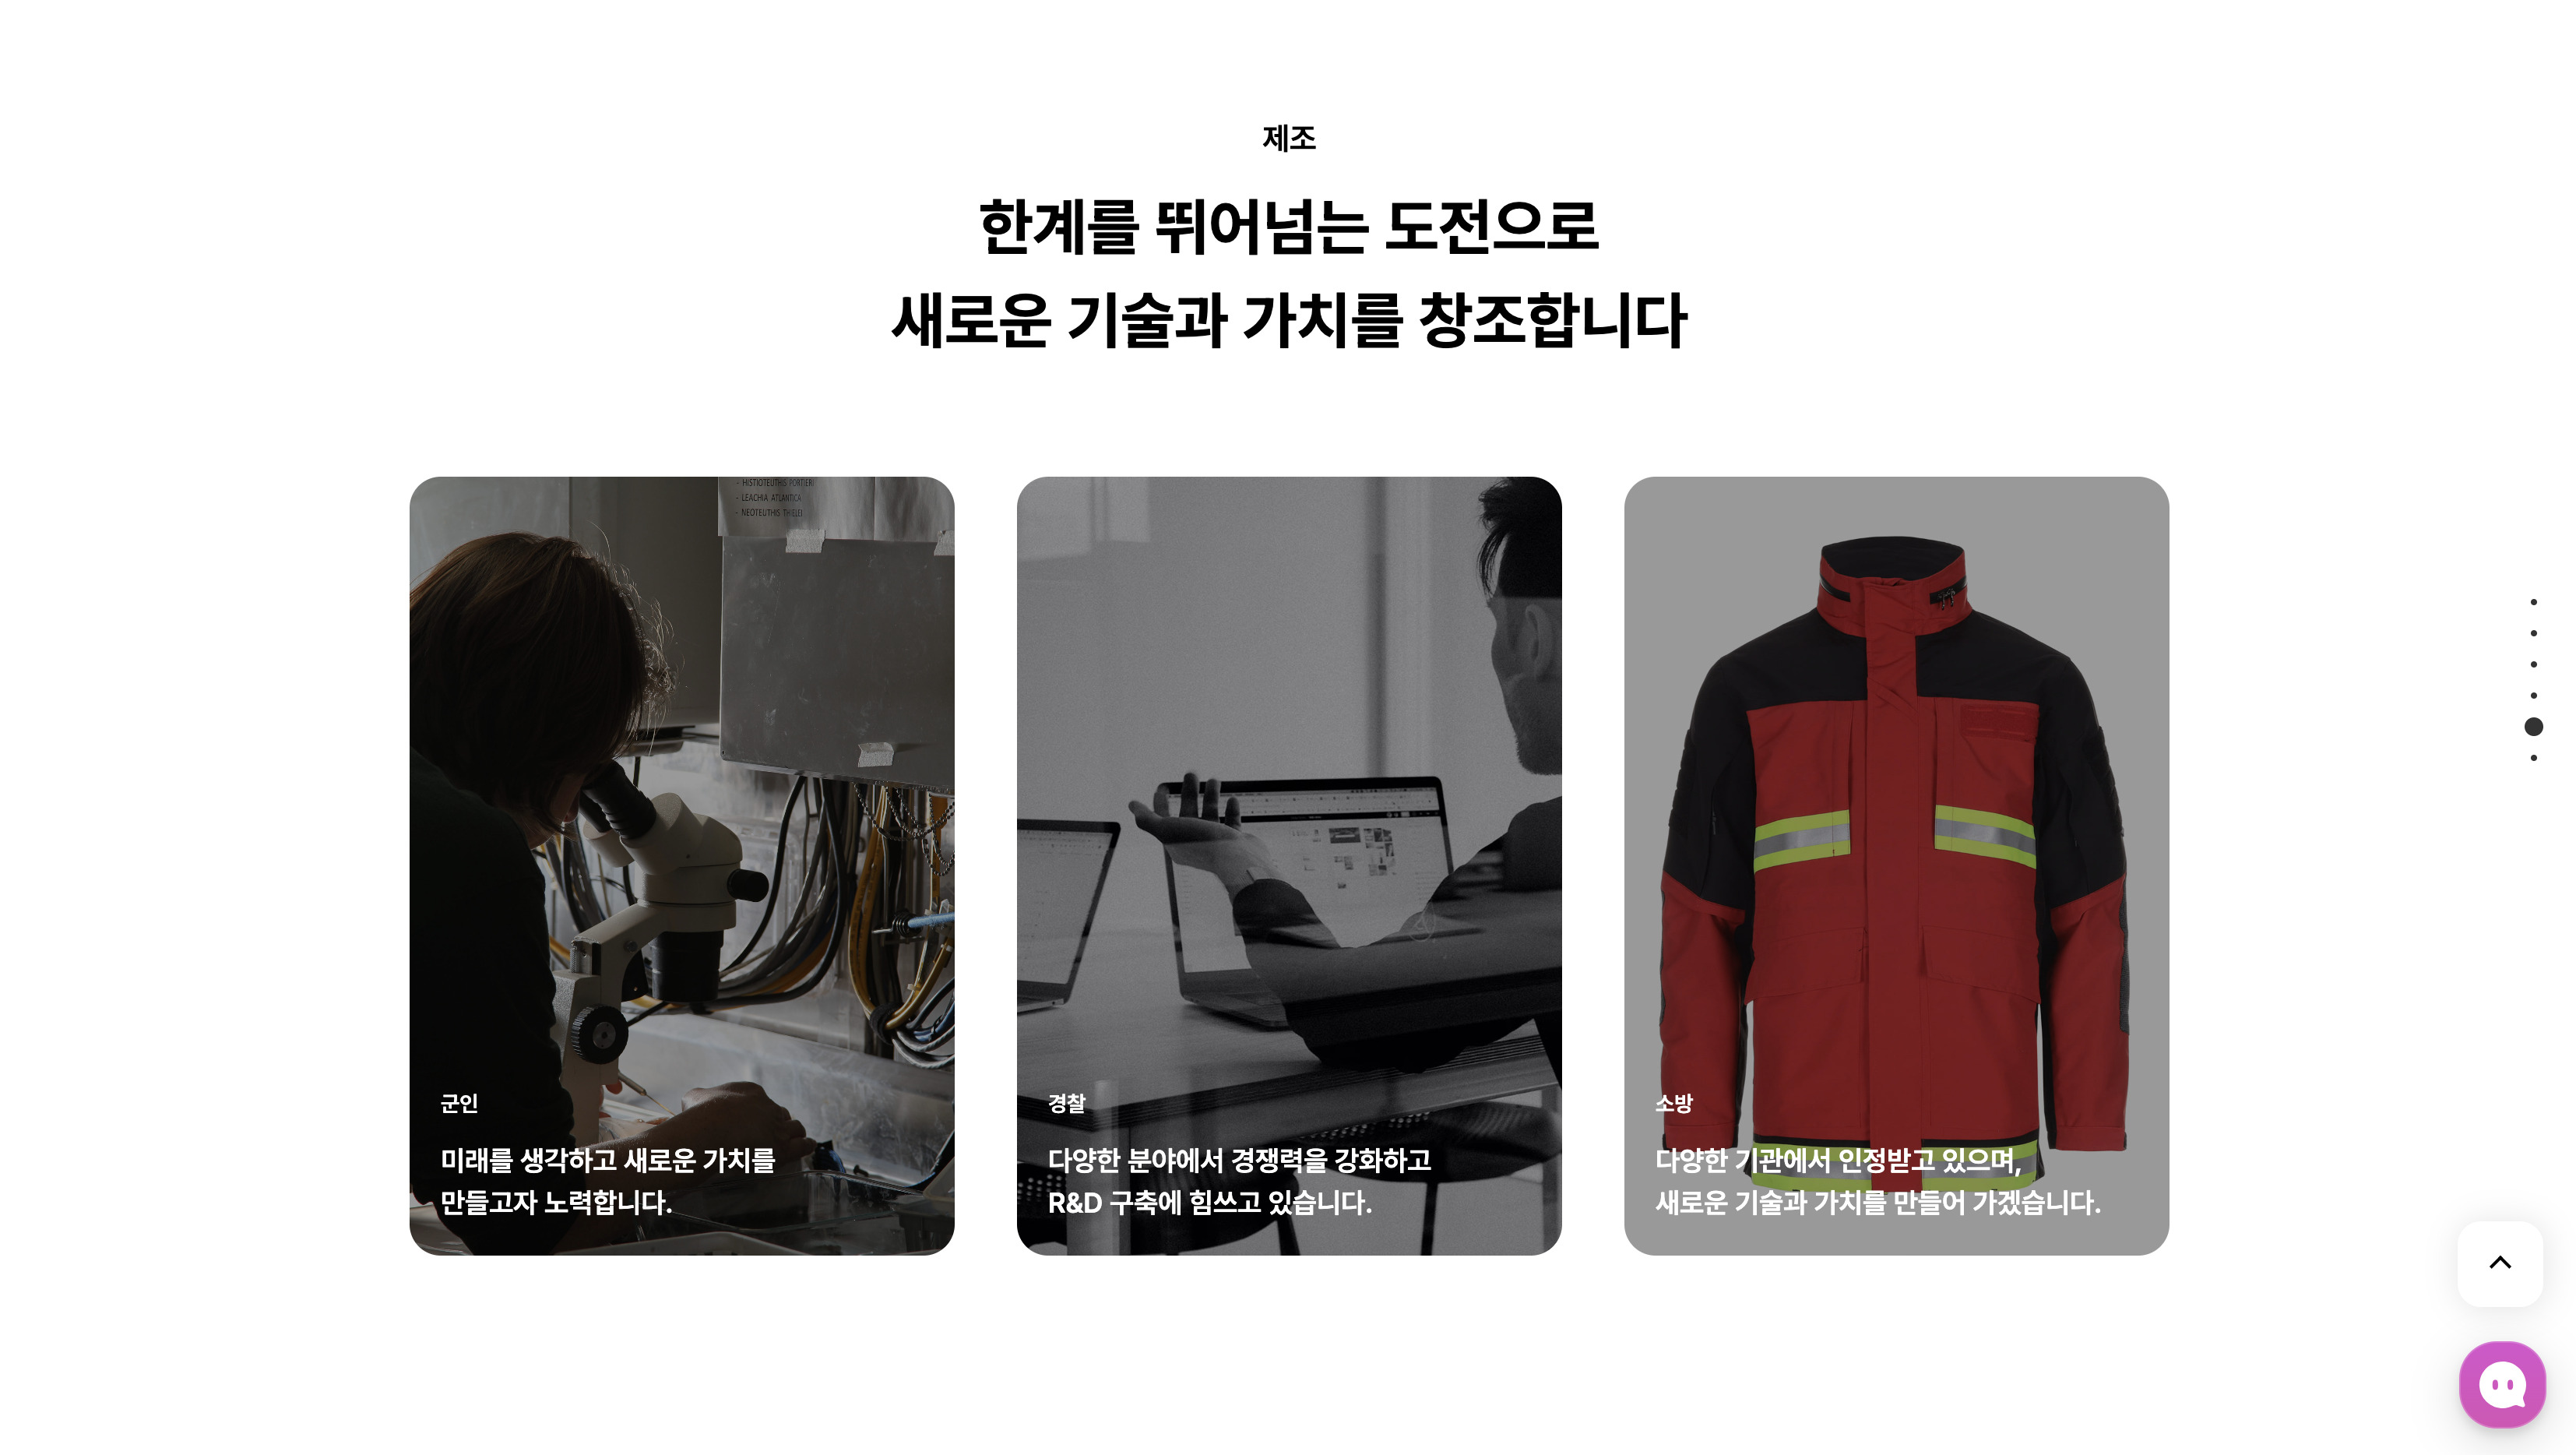 제조
한계를 뛰어넘는 도전으로
새로운 기술과 가치를 창조합니다
- HISTIOTEUTHIS PORTIERI
- LEACHIA ATLANTICA
- NEOTEUTHIS THIELEI
군인
미래를 생각하고 새로운 가치를
만들고자 노력합니다.
경찰
다양한 분야에서 경쟁력을 강화하고
R&D 구축에 힘쓰고 있습니다.
소방
다양한 기관에서 인정받고 있으며,
새로운 기술과 가치를 만들어 가겠습니다.